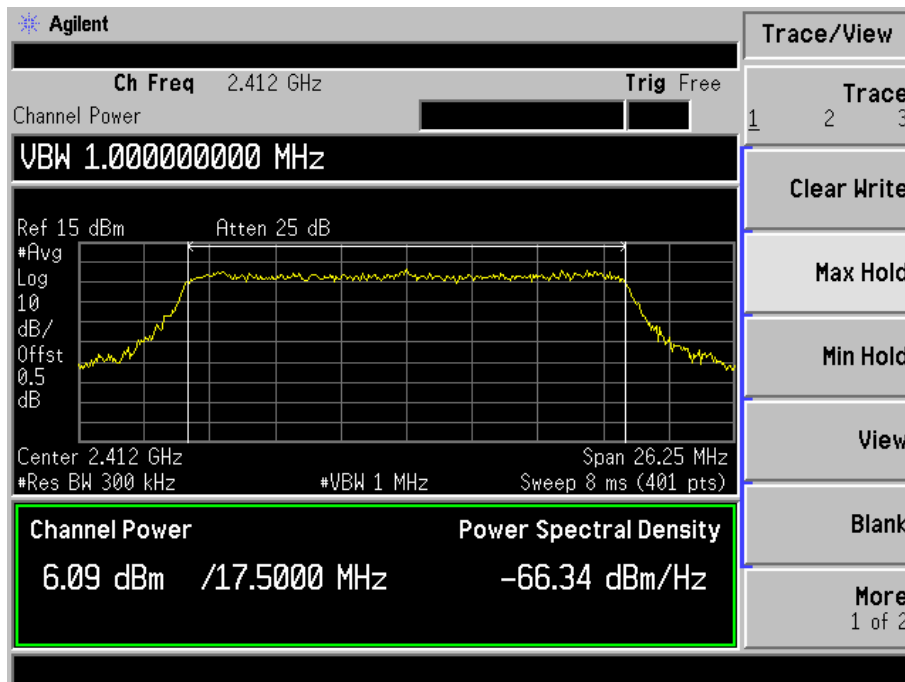 Agilent
Trace/View
Ch Freq 2.412 GHz Trig Free
Channel Power
Trace
1 2 3
VBW 1.000000000 MHz
Clear Write
Ref 15 dBm Atten 25 dB
#Avg
Log
10
dB/
Offst
0.5
dB
Max Hold
Min Hold
View
Center 2.412 GHz Span 26.25 MHz
#Res BW 300 kHz #VBW 1 MHz Sweep 8 ms (401 pts)
Channel Power Power Spectral Density
6.09 dBm /17.5000 MHz -66.34 dBm/Hz
Blank
More
1 of 2